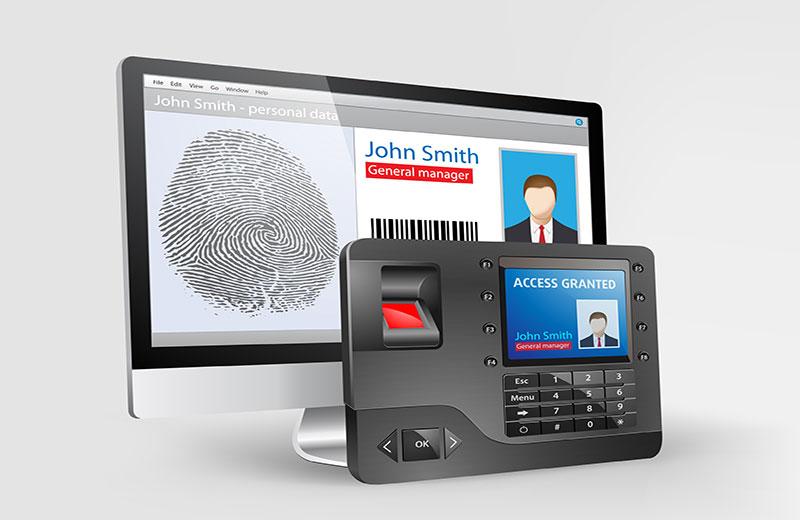 File Edit View Go Window Help
John Smith - personal data
John Smith
General manager
F1
F2
F3
F4
ACCESS GRANTED
John Smith
General manager
F5
F6
F7
F8
Esc 1 2 3
Menu 4 5 6
7 8 9
# 0 *
OK